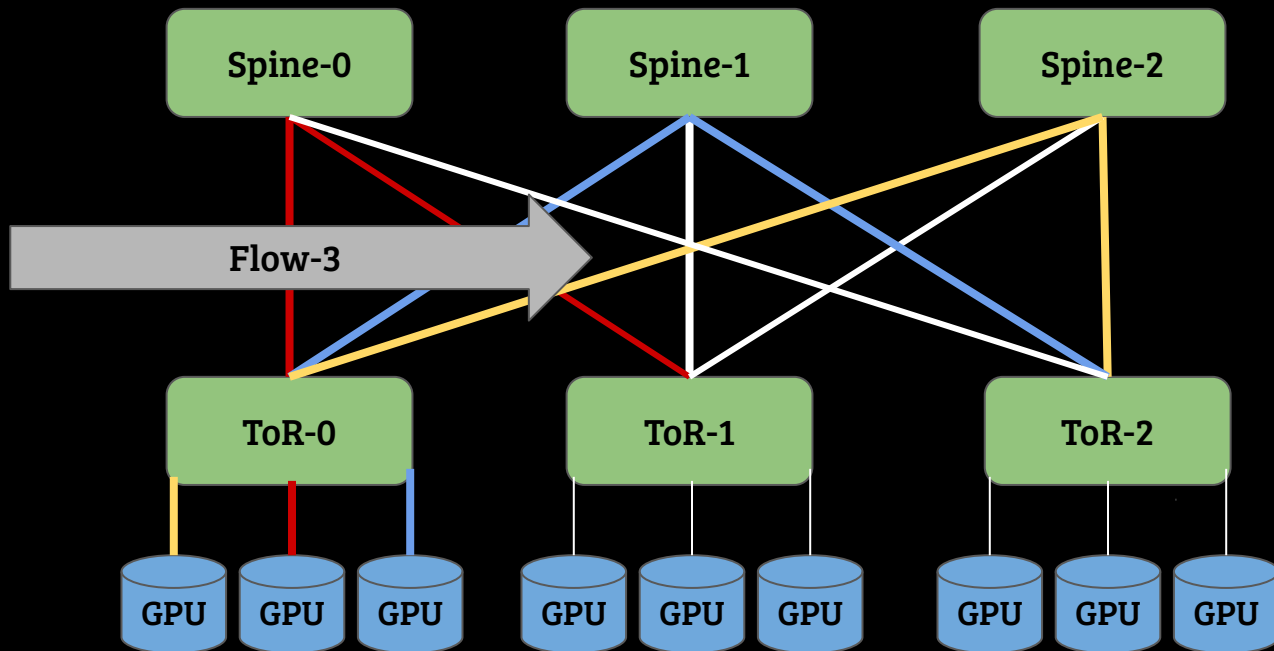 Spine-0
Spine-1
Spine-2
Flow-3
ToR-0
ToR-1
ToR-2
GPU
GPU
GPU
GPU
GPU
GPU
GPU
GPU
GPU